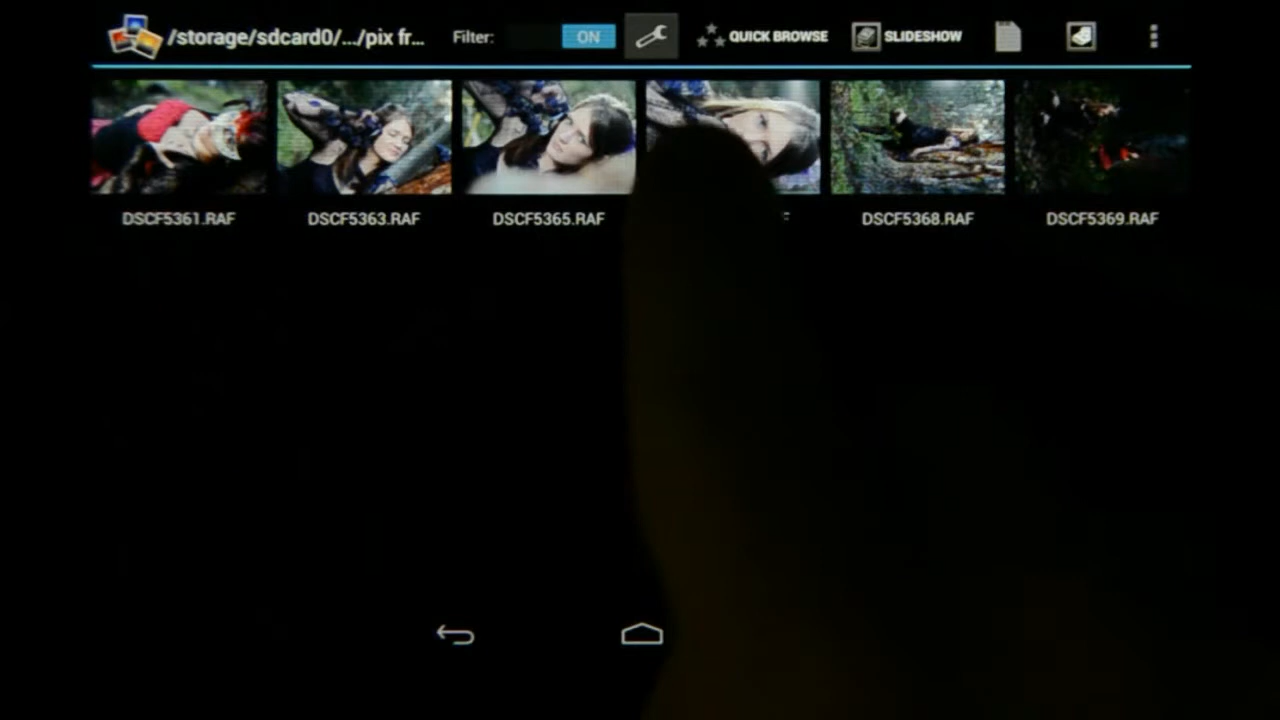 /storage/sdcard0/.../pix fr... Filter: ON QUICK BROWSE SLIDESHOW
DSCF5361.RAF DSCF5363.RAF DSCF5365.RAF DSCF5368.RAF DSCF5369.RAF